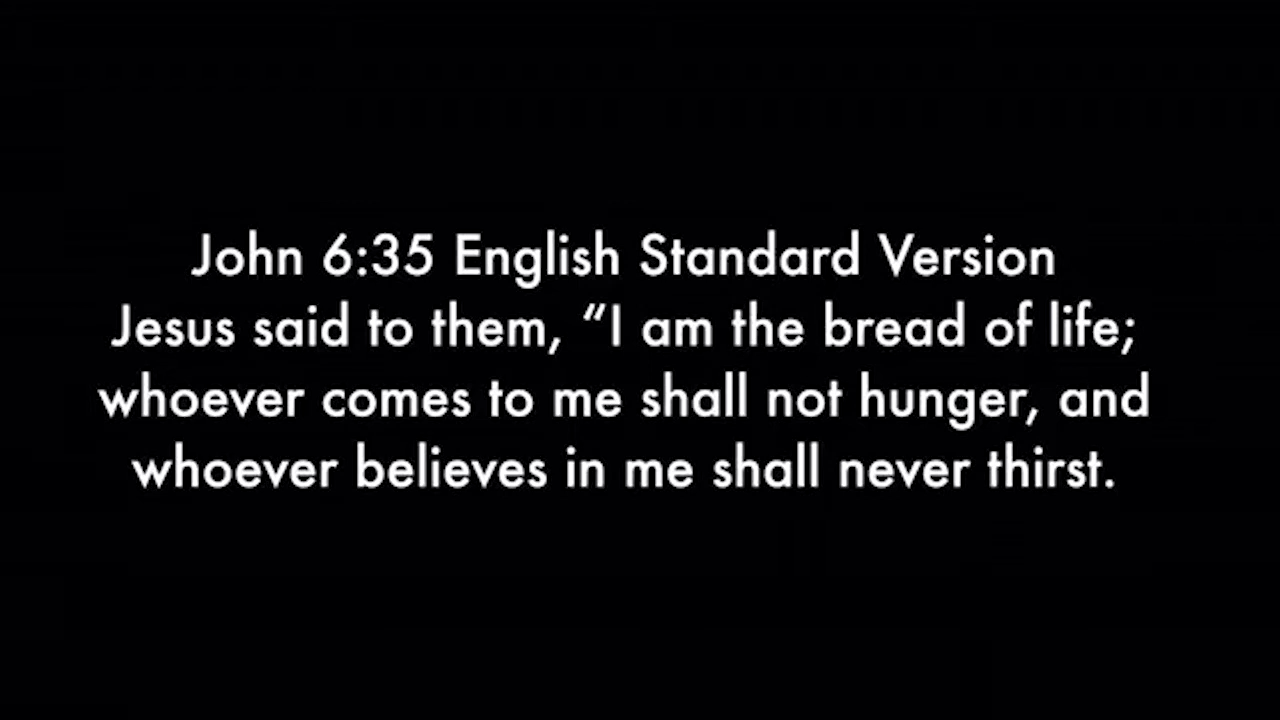 John 6:35 English Standard Version
Jesus said to them, “I am the bread of life;
whoever comes to me shall not hunger, and
whoever believes in me shall never thirst.